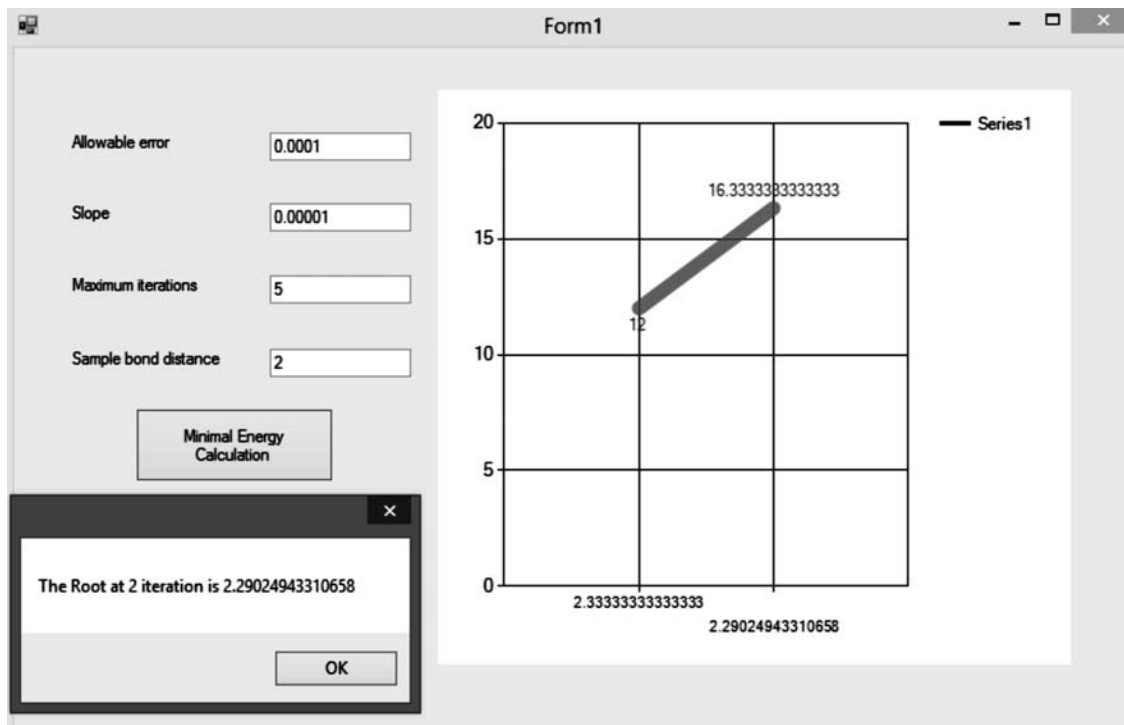 Form1
Allowable error
0.0001
Slope
0.00001
Maximum iterations
5
Sample bond distance
2
Minimal Energy
Calculation
The Root at 2 iteration is 2.29024943310658
OK
20
15
10
5
0
16.3333333333333
12
2.33333333333333
2.29024943310658
Series1